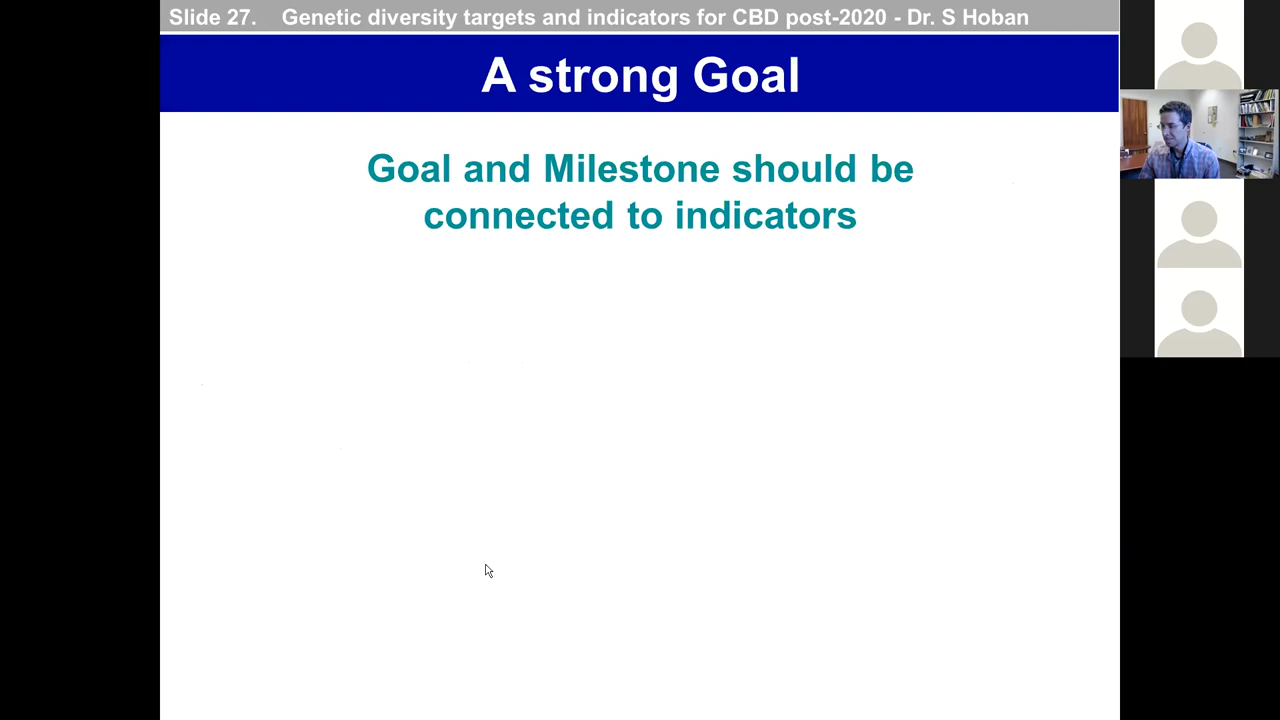 Slide 27. Genetic diversity targets and indicators for CBD post-2020 - Dr. S Hoban
A strong Goal
Goal and Milestone should be
connected to indicators